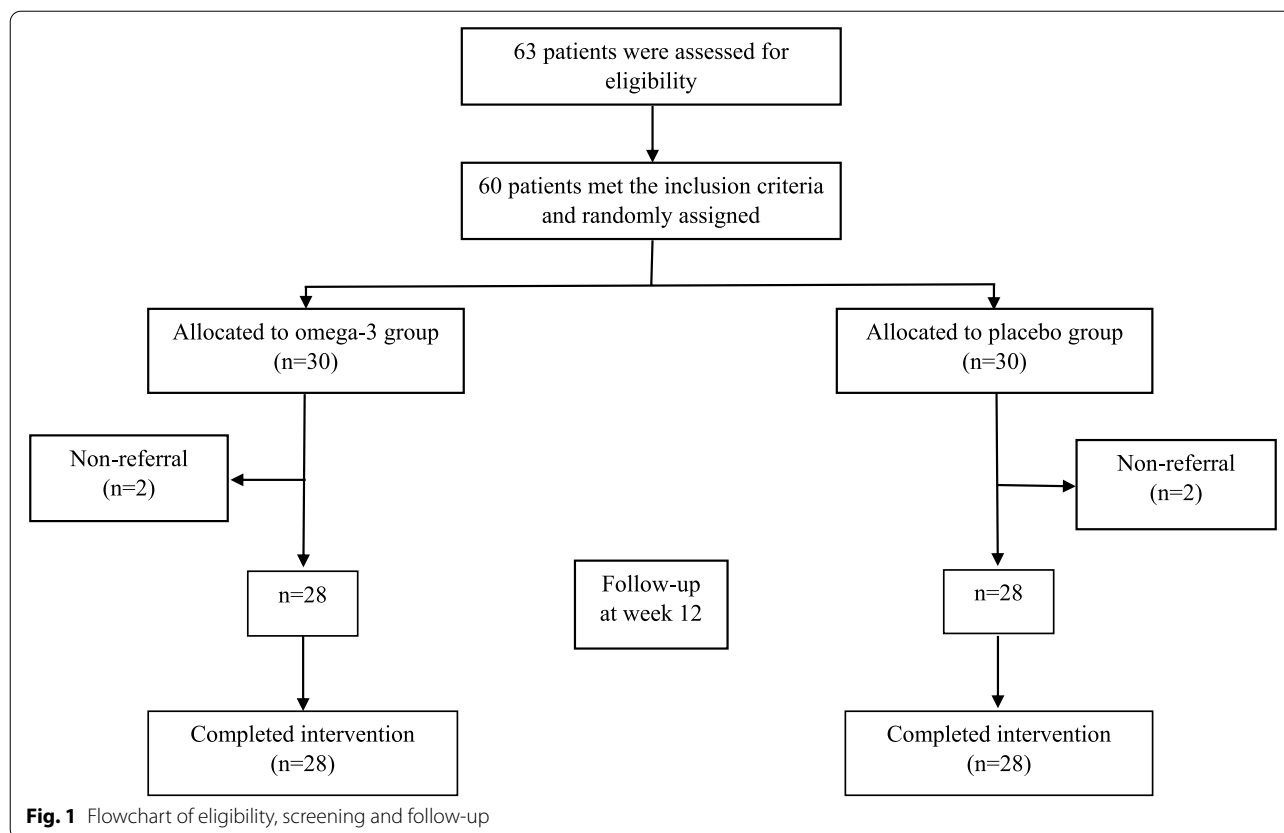 63 patients were assessed for
eligibility
60 patients met the inclusion criteria
and randomly assigned
Allocated to omega-3 group
(n=30)
Allocated to placebo group
(n=30)
Non-referral
(n=2)
Non-referral
(n=2)
n=28
Follow-up
at week 12
n=28
Completed intervention
(n=28)
Completed intervention
(n=28)
Fig. 1 Flowchart of eligibility, screening and follow-up